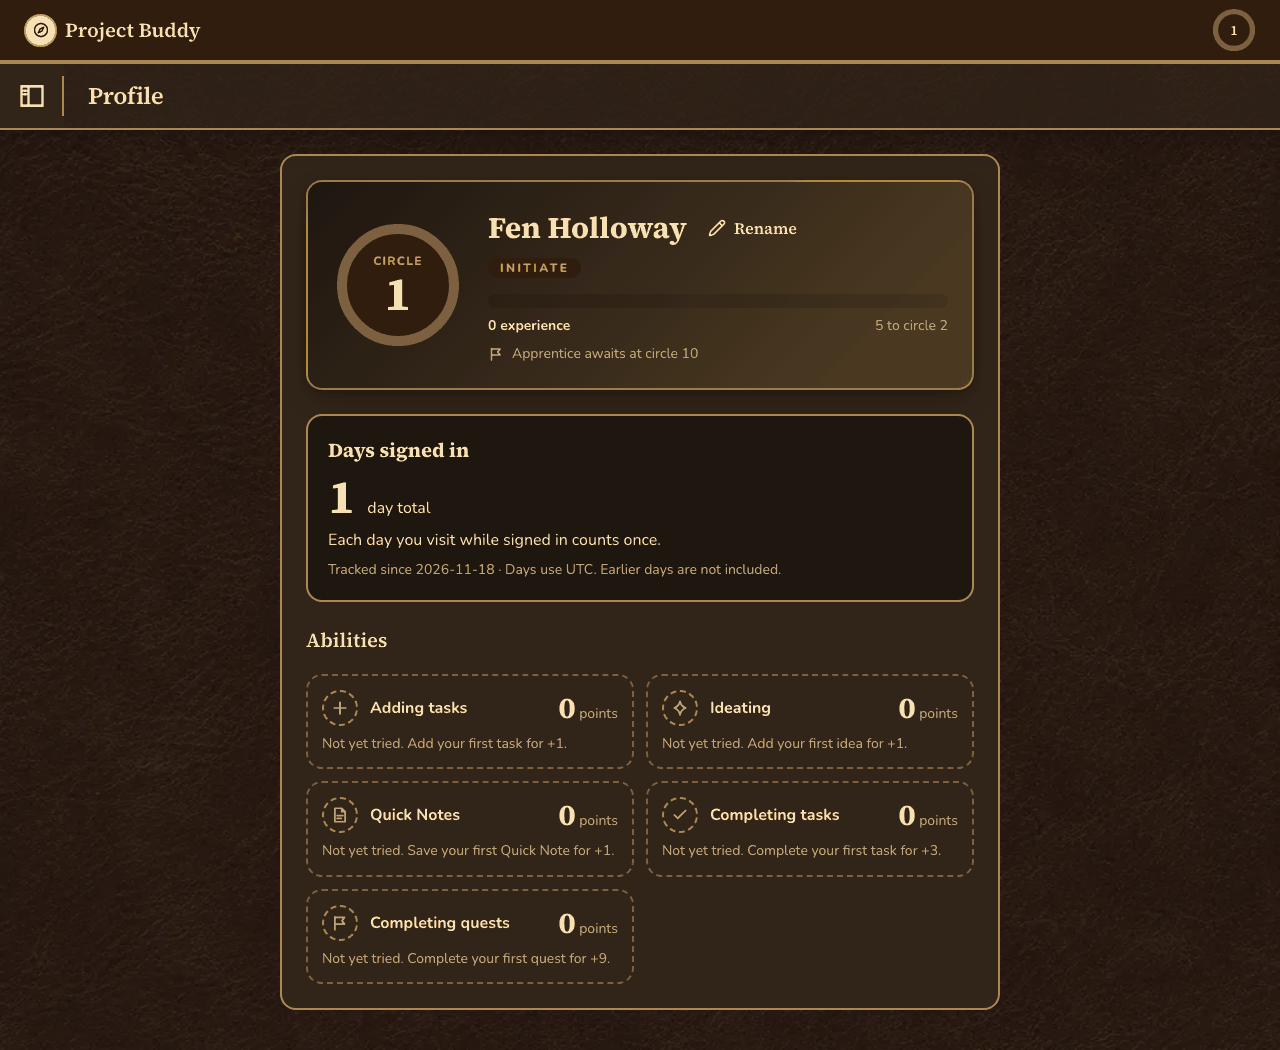 Project Buddy
1
Profile
Fen Holloway
Rename
INITIATE
CIRCLE
1
0 experience
5 to circle 2
Apprentice awaits at circle 10
Days signed in
1 day total
Each day you visit while signed in counts once.
Tracked since 2026-11-18 · Days use UTC. Earlier days are not included.
Abilities
Adding tasks
0 points
Not yet tried. Add your first task for +1.
Ideating
0 points
Not yet tried. Add your first idea for +1.
Quick Notes
0 points
Not yet tried. Save your first Quick Note for +1.
Completing tasks
0 points
Not yet tried. Complete your first task for +3.
Completing quests
0 points
Not yet tried. Complete your first quest for +9.